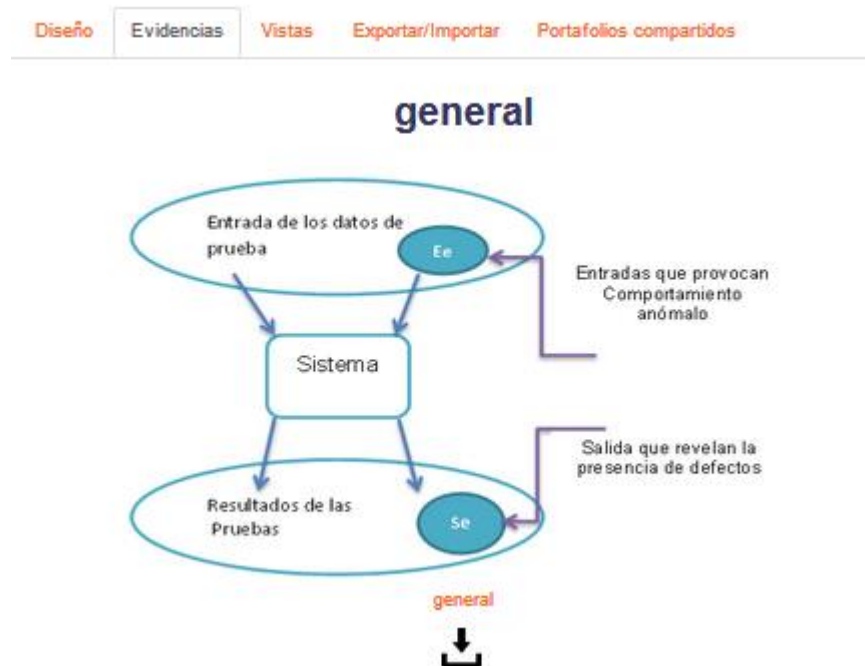 Diseño Evidencias Vistas Exportar/Importar Portafolios compartidos
general
Entrada de los datos de
prueba
Ee
Entradas que provocan
Comportamiento
anómalo
Sistema
Salida que revelan la
presencia de defectos
Resultados de las
Pruebas
Se
general